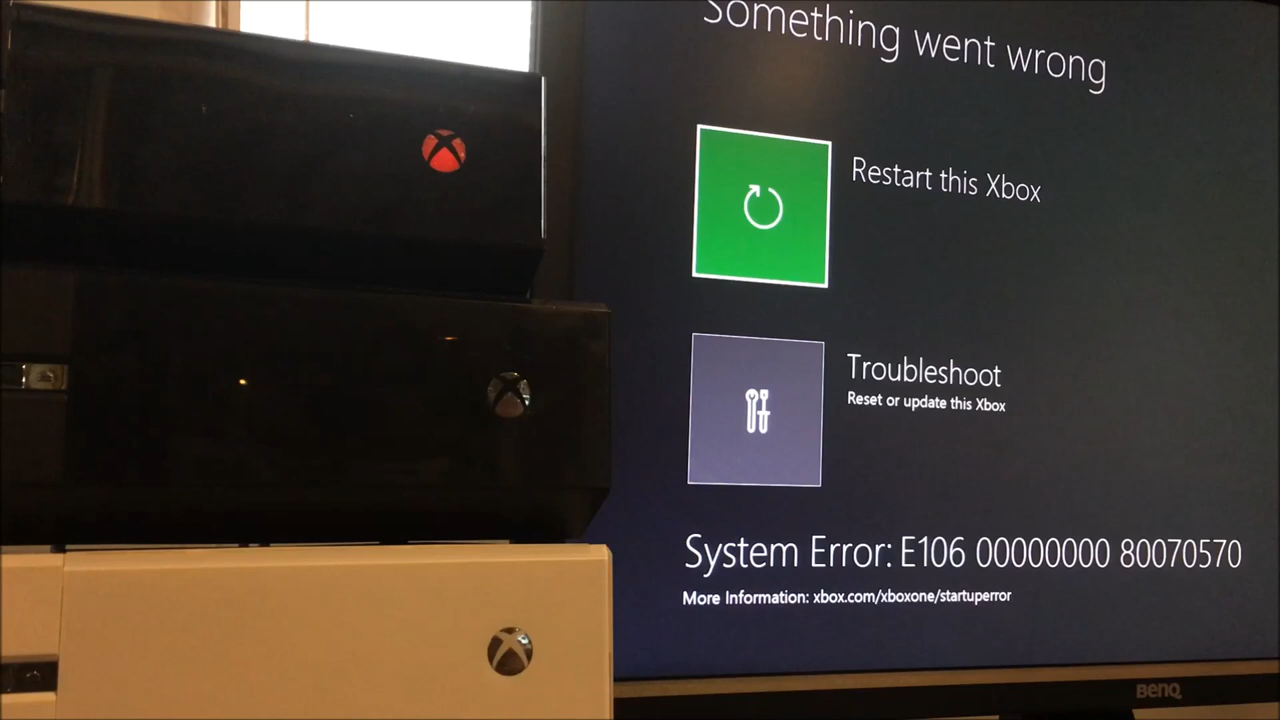 Something went wrong
Restart this Xbox
Troubleshoot
Reset or update this Xbox
System Error: E106 00000000 80070570
More Information: xbox.com/xboxone/startuperror
BenQ